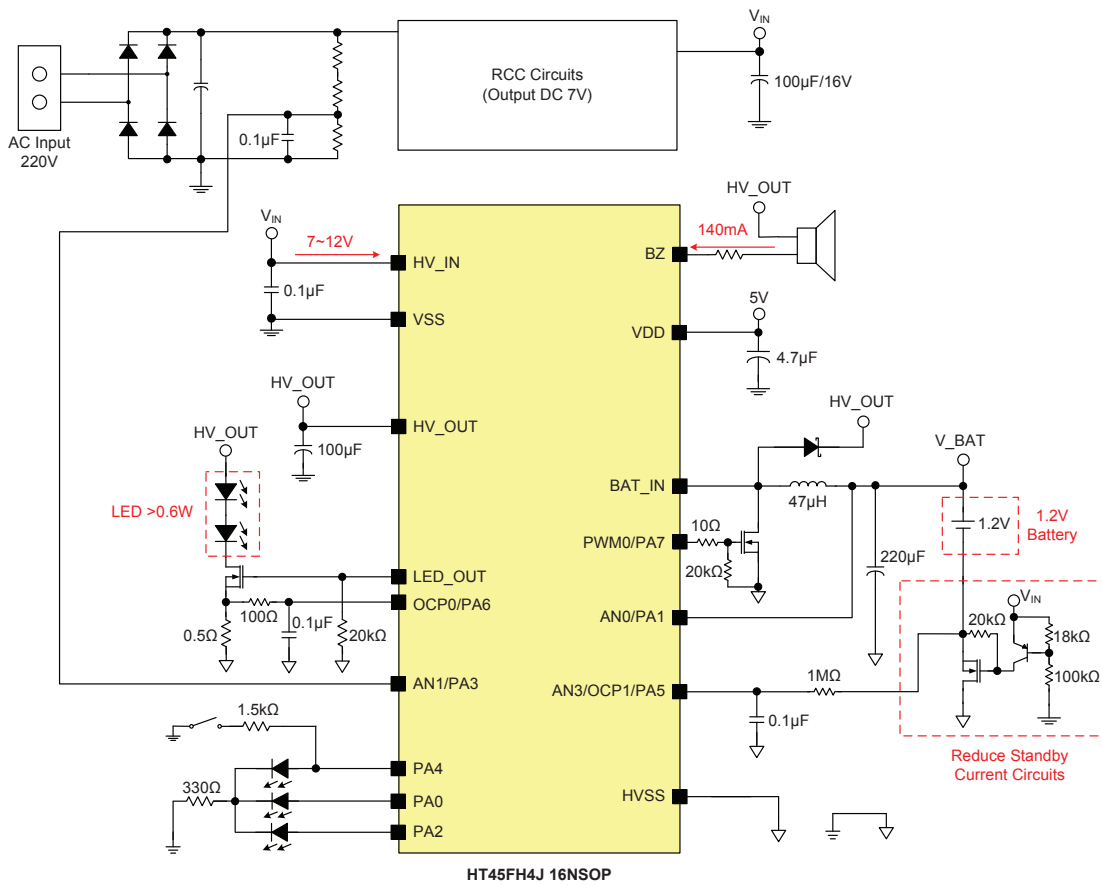 AC Input
220V
0.1µF
RCC Circuits
(Output DC 7V)
VIN
100µF/16V
VIN
7~12V
0.1µF
HV_IN
VSS
HV_OUT
100µF
HV_OUT
HV_OUT
LED >0.6W
LED_OUT
OCP0/PA6
100Ω
0.1µF
0.5Ω
20kΩ
AN1/PA3
1.5kΩ
PA4
330Ω
PA0
PA2
HV_OUT
140mA
BZ
5V
VDD
4.7µF
HV_OUT
V_BAT
BAT_IN
47µH
1.2V
1.2V
Battery
10Ω
PWM0/PA7
20kΩ
220µF
AN0/PA1
VIN
20kΩ
18kΩ
100kΩ
1MΩ
AN3/OCP1/PA5
0.1µF
Reduce Standby
Current Circuits
HVSS
HT45FH4J 16NSOP